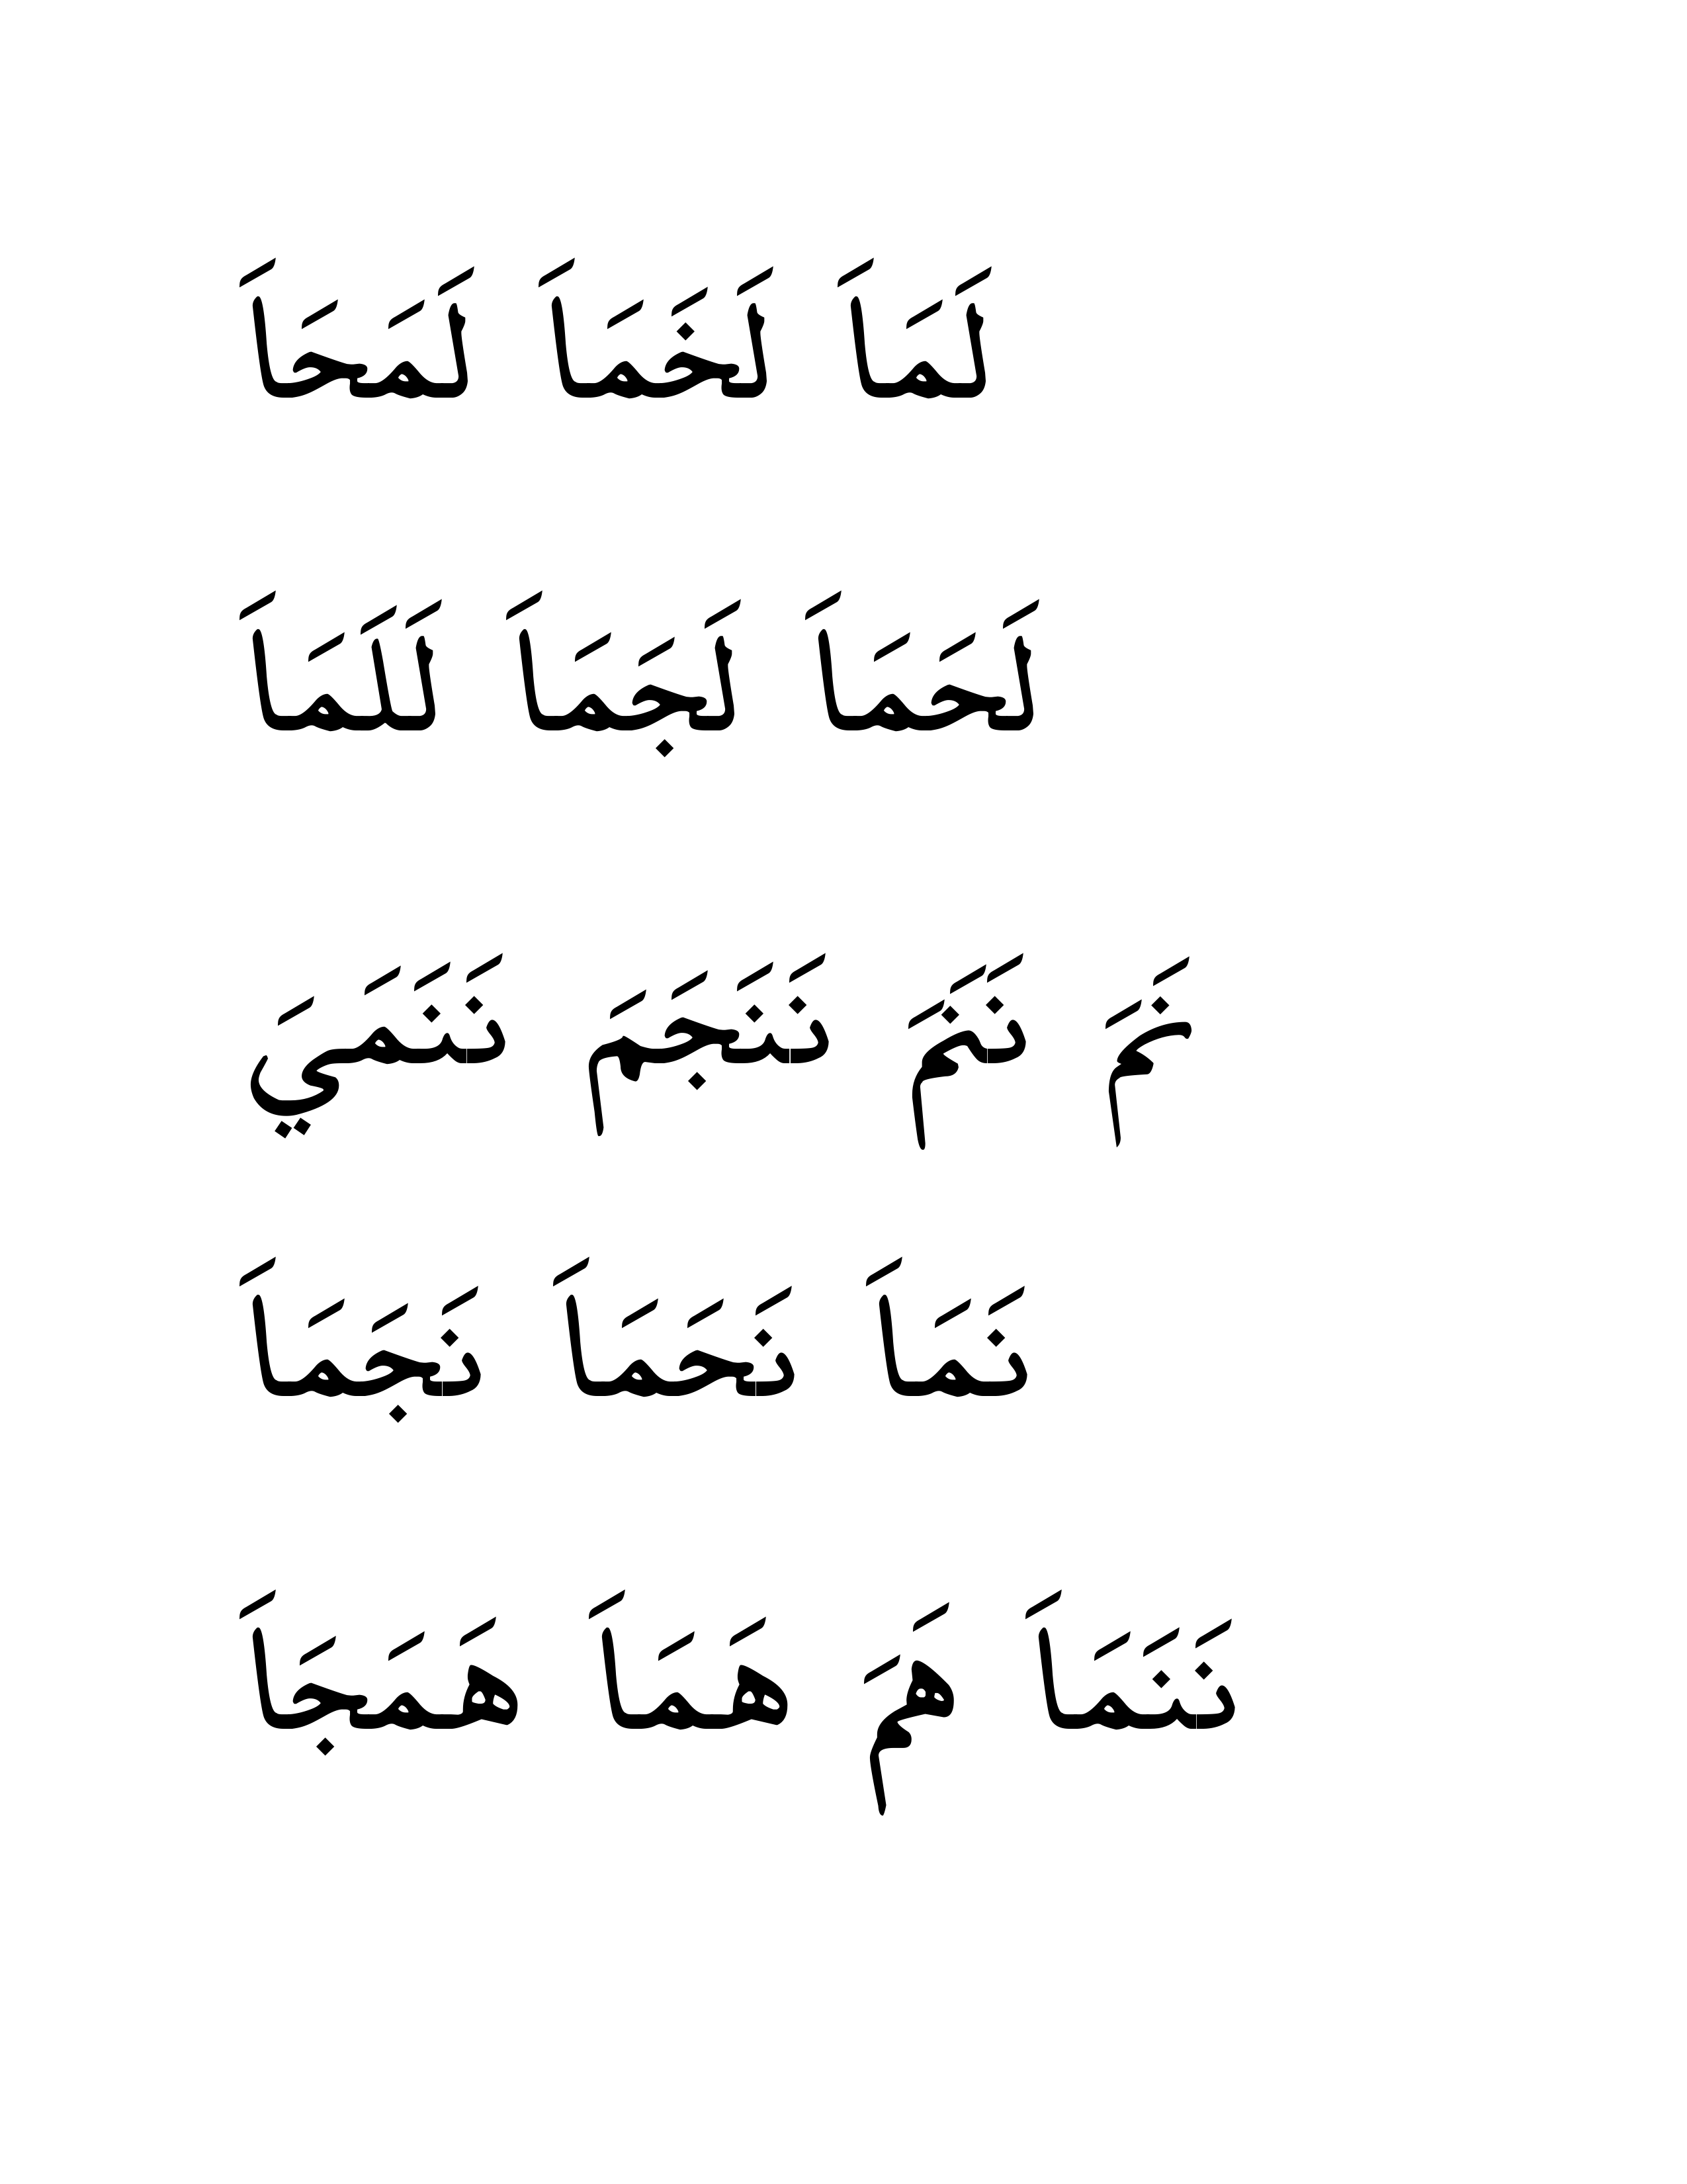 لَمَاَ لَخَمَاَ لَمَحَاَ
لَحَمَاَ لَجَمَاَ لَلَمَاَ
نَمَ نَنَمَ نَنَجَمَ نَنَمَيَ
نَمَاَ نَحَمَاَ نَجَمَاَ
نَنَمَاَ هَمَ هَمَاَ هَمَجَاَ